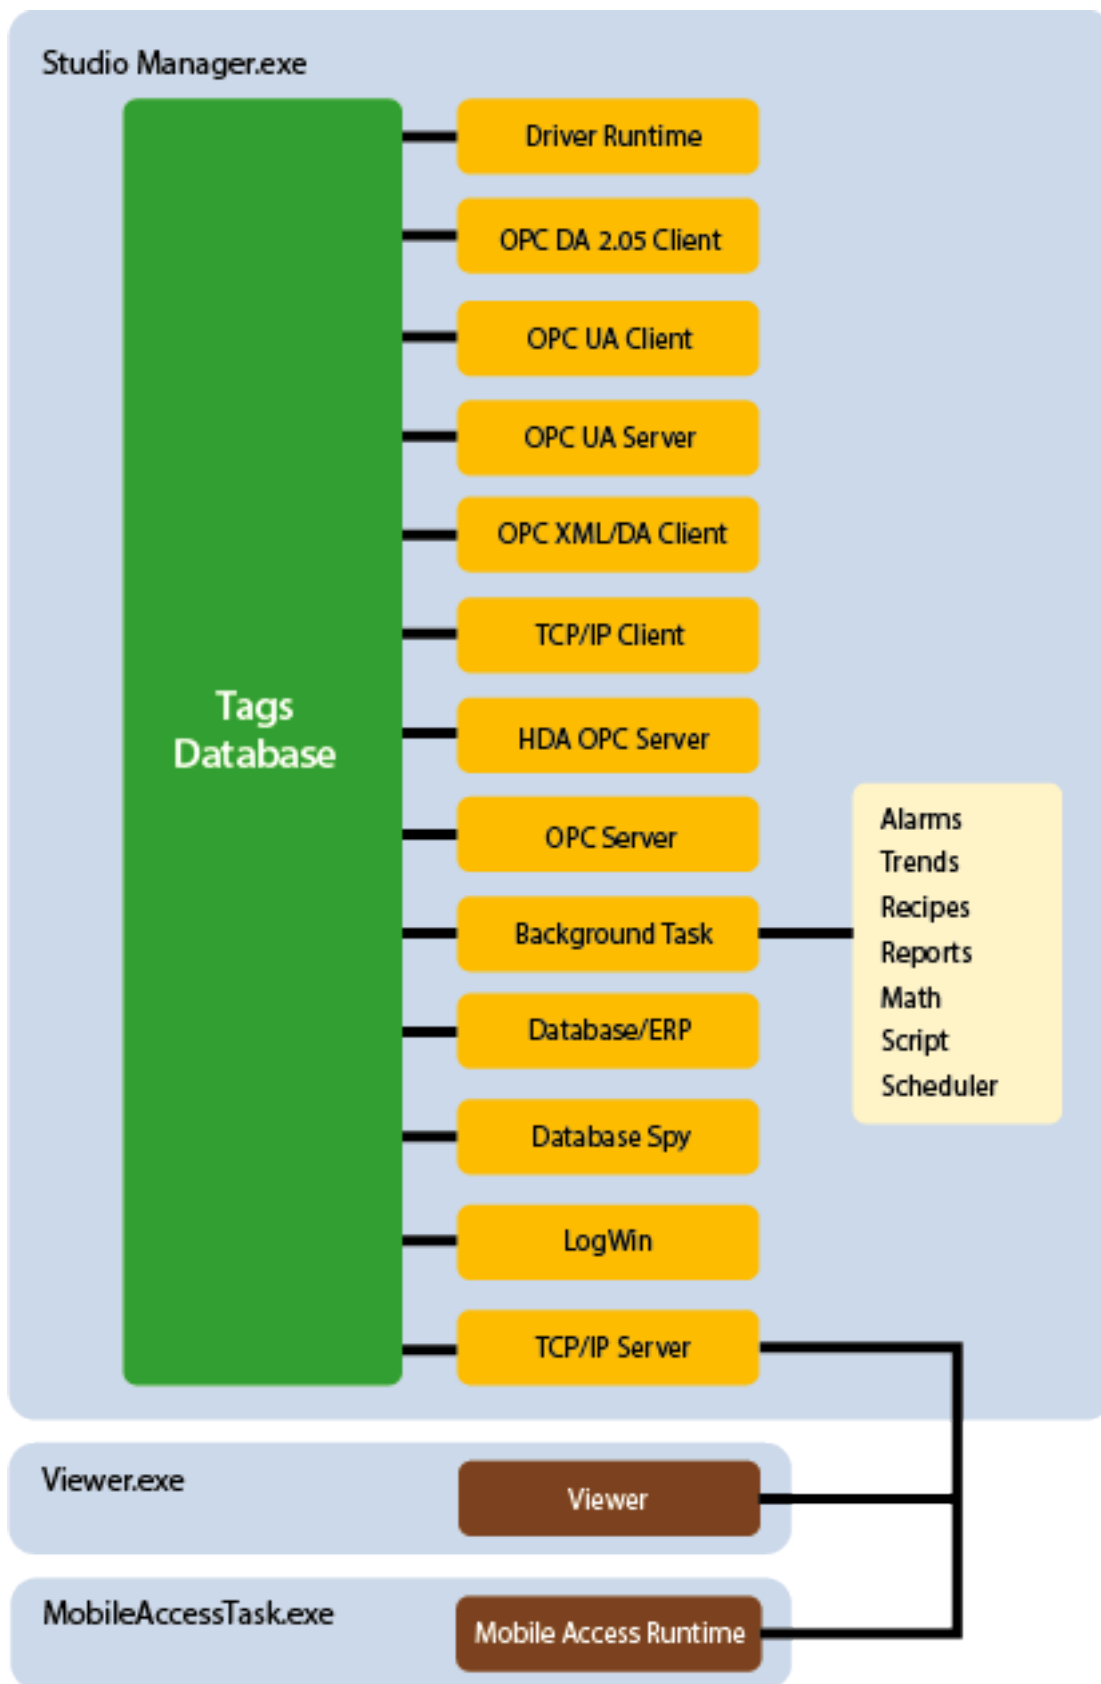 Studio Manager.exe
Tags
Database
Driver Runtime
OPC DA 2.05 Client
OPC UA Client
OPC UA Server
OPC XML/DA Client
TCP/IP Client
HDA OPC Server
OPC Server
Background Task
Database/ERP
Database Spy
LogWin
TCP/IP Server
Alarms
Trends
Recipes
Reports
Math
Script
Scheduler
Viewer.exe
Viewer
MobileAccessTask.exe
Mobile Access Runtime